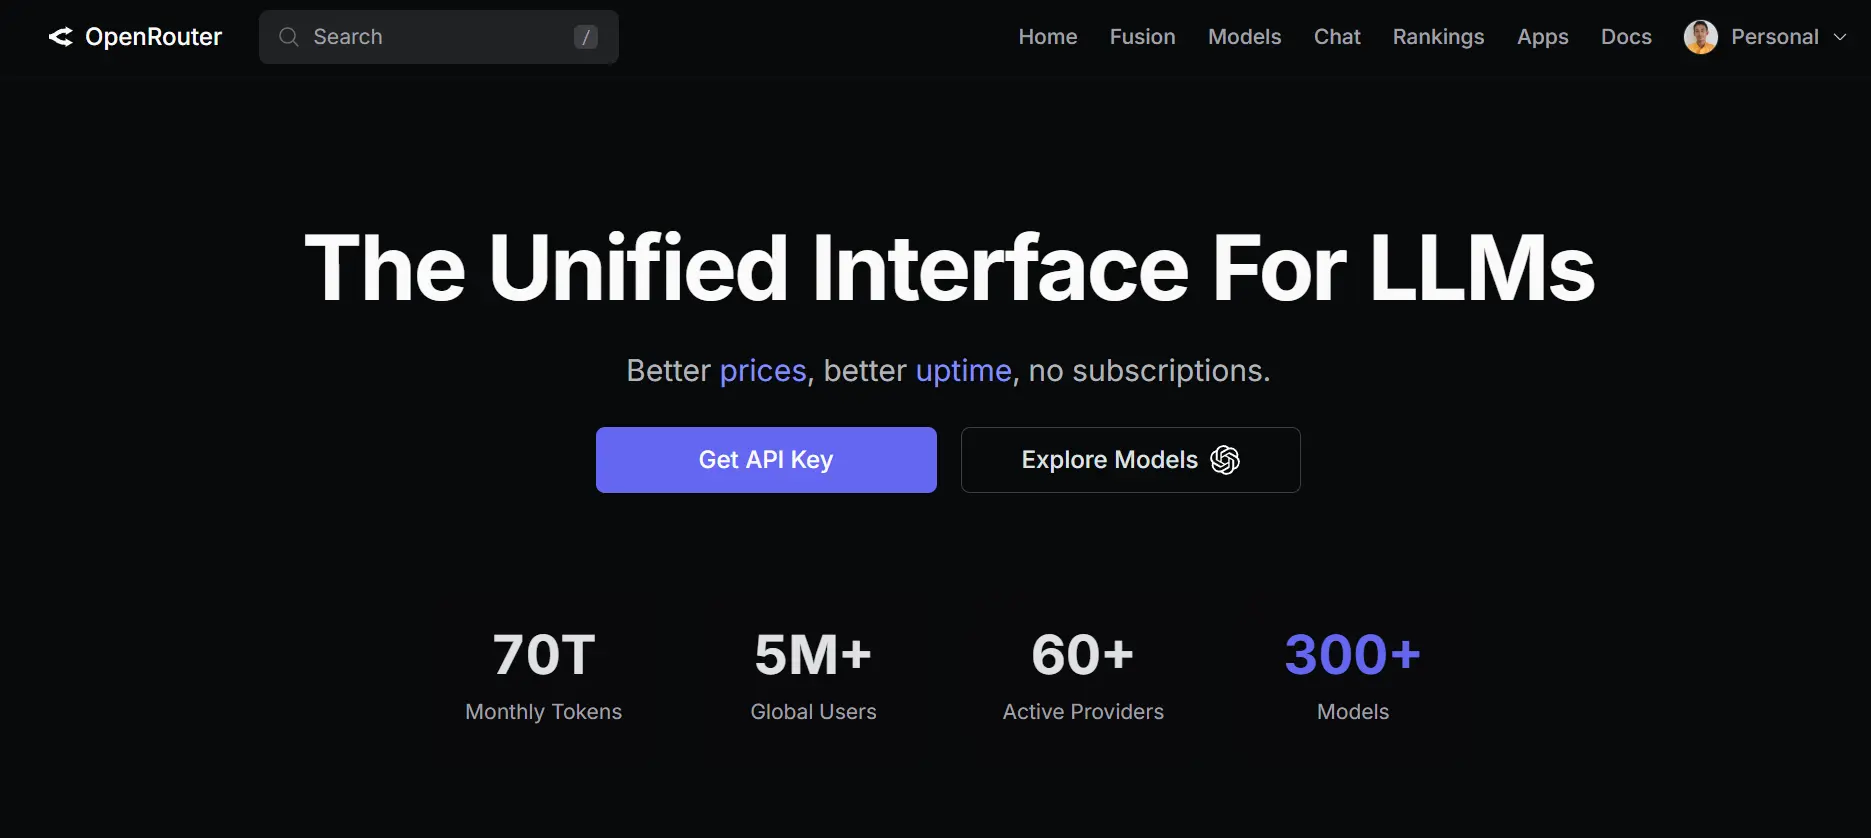 OpenRouter
Search
/
Home
Fusion
Models
Chat
Rankings
Apps
Docs
Personal
The Unified Interface For LLMs
Better prices, better uptime, no subscriptions.
Get API Key
Explore Models
70T
5M+
60+
300+
Monthly Tokens
Global Users
Active Providers
Models